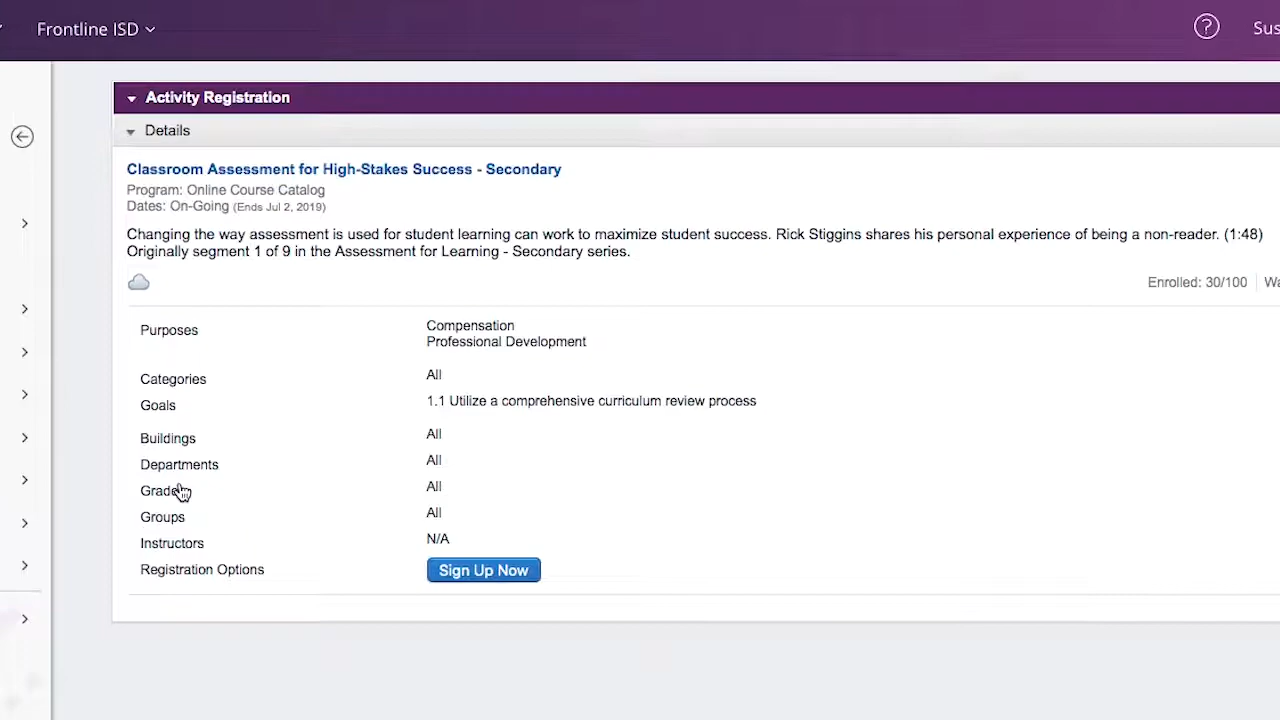 Frontline ISD
Activity Registration
Details
Classroom Assessment for High-Stakes Success - Secondary
Program: Online Course Catalog
Dates: On-Going (Ends Jul 2, 2019)
Changing the way assessment is used for student learning can work to maximize student success. Rick Stiggins shares his personal experience of being a non-reader. (1:48)
Originally segment 1 of 9 in the Assessment for Learning - Secondary series.
Enrolled: 30/100
Purposes
Compensation
Professional Development
Categories All
Goals 1.1 Utilize a comprehensive curriculum review process
Buildings All
Departments All
Grades All
Groups All
Instructors N/A
Registration Options Sign Up Now